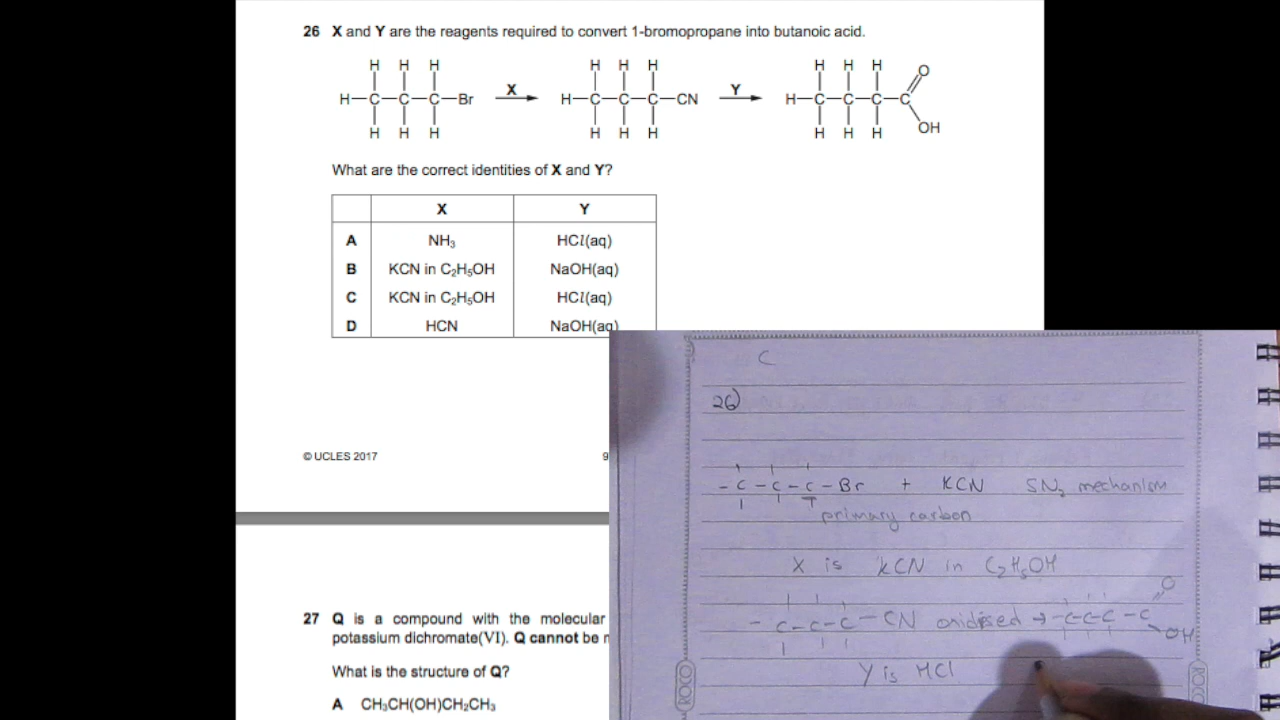 26 X and Y are the reagents required to convert 1-bromopropane into butanoic acid.
H H H H H H H H H O
H–C–C–C–Br X H–C–C–C–CN Y H–C–C–C–C
H H H H H H H H H OH
What are the correct identities of X and Y?
X Y
A NH₃ HCl(aq)
B KCN in C₂H₅OH NaOH(aq)
C KCN in C₂H₅OH HCl(aq)
D HCN NaOH(aq)
© UCLES 2017 9
27 Q is a compound with the molecular
potassium dichromate(VI). Q cannot be
What is the structure of Q?
A CH₃CH(OH)CH₂CH₃
C
26)
–C–C–C–Br + KCN SN₂ mechanism
primary carbon
X is KCN in C₂H₅OH
O
–C–C–C–CN oxidised → –C–C–C–C
OH
Y is HCl
ROCO
ROCO